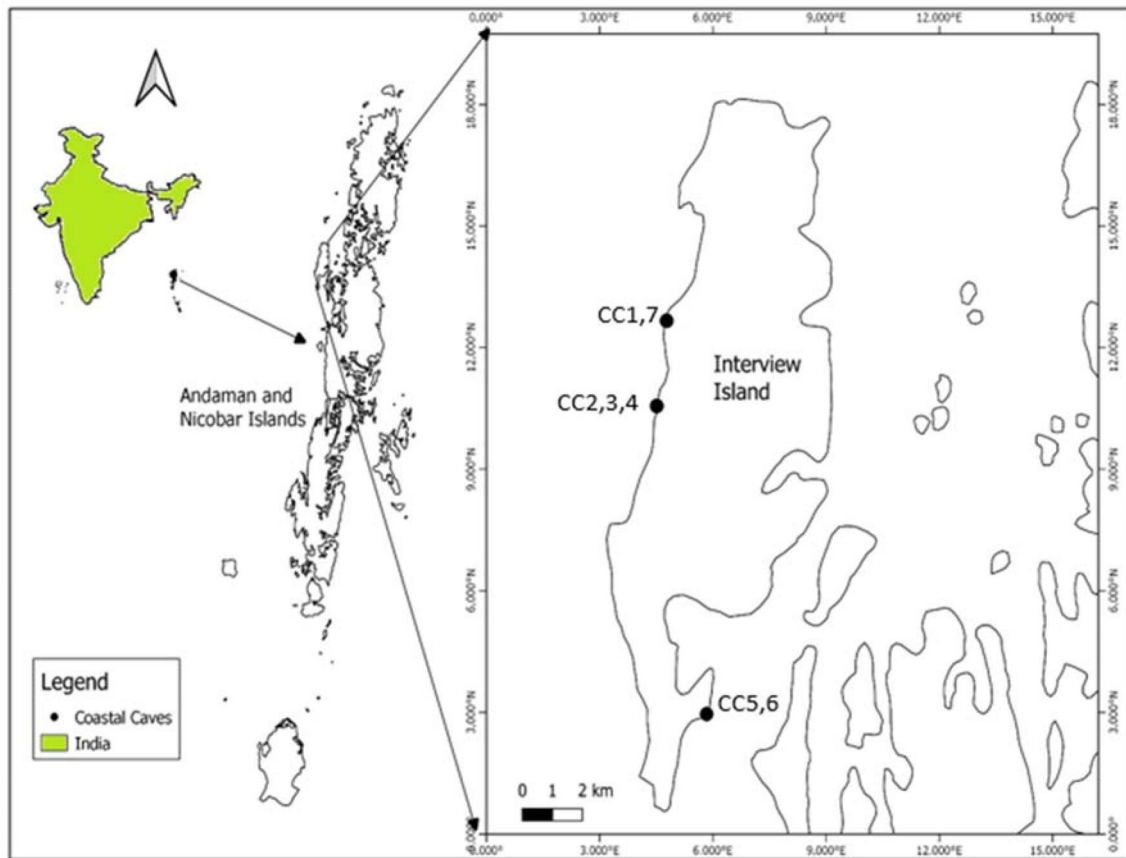 0.000°
3.000°E
6.000°E
9.000°E
12.000°E
15.000°E
18.000°N
18.000°N
15.000°N
15.000°N
CC1,7
12.000°N
12.000°N
Interview
Island
Andaman and
Nicobar Islands
CC2,3,4
9.000°N
9.000°N
6.000°N
6.000°N
Legend
Coastal Caves
India
CC5,6
3.000°N
3.000°N
0 1 2 km
0.000°
0.000°
3.000°E
6.000°E
9.000°E
12.000°E
15.000°E